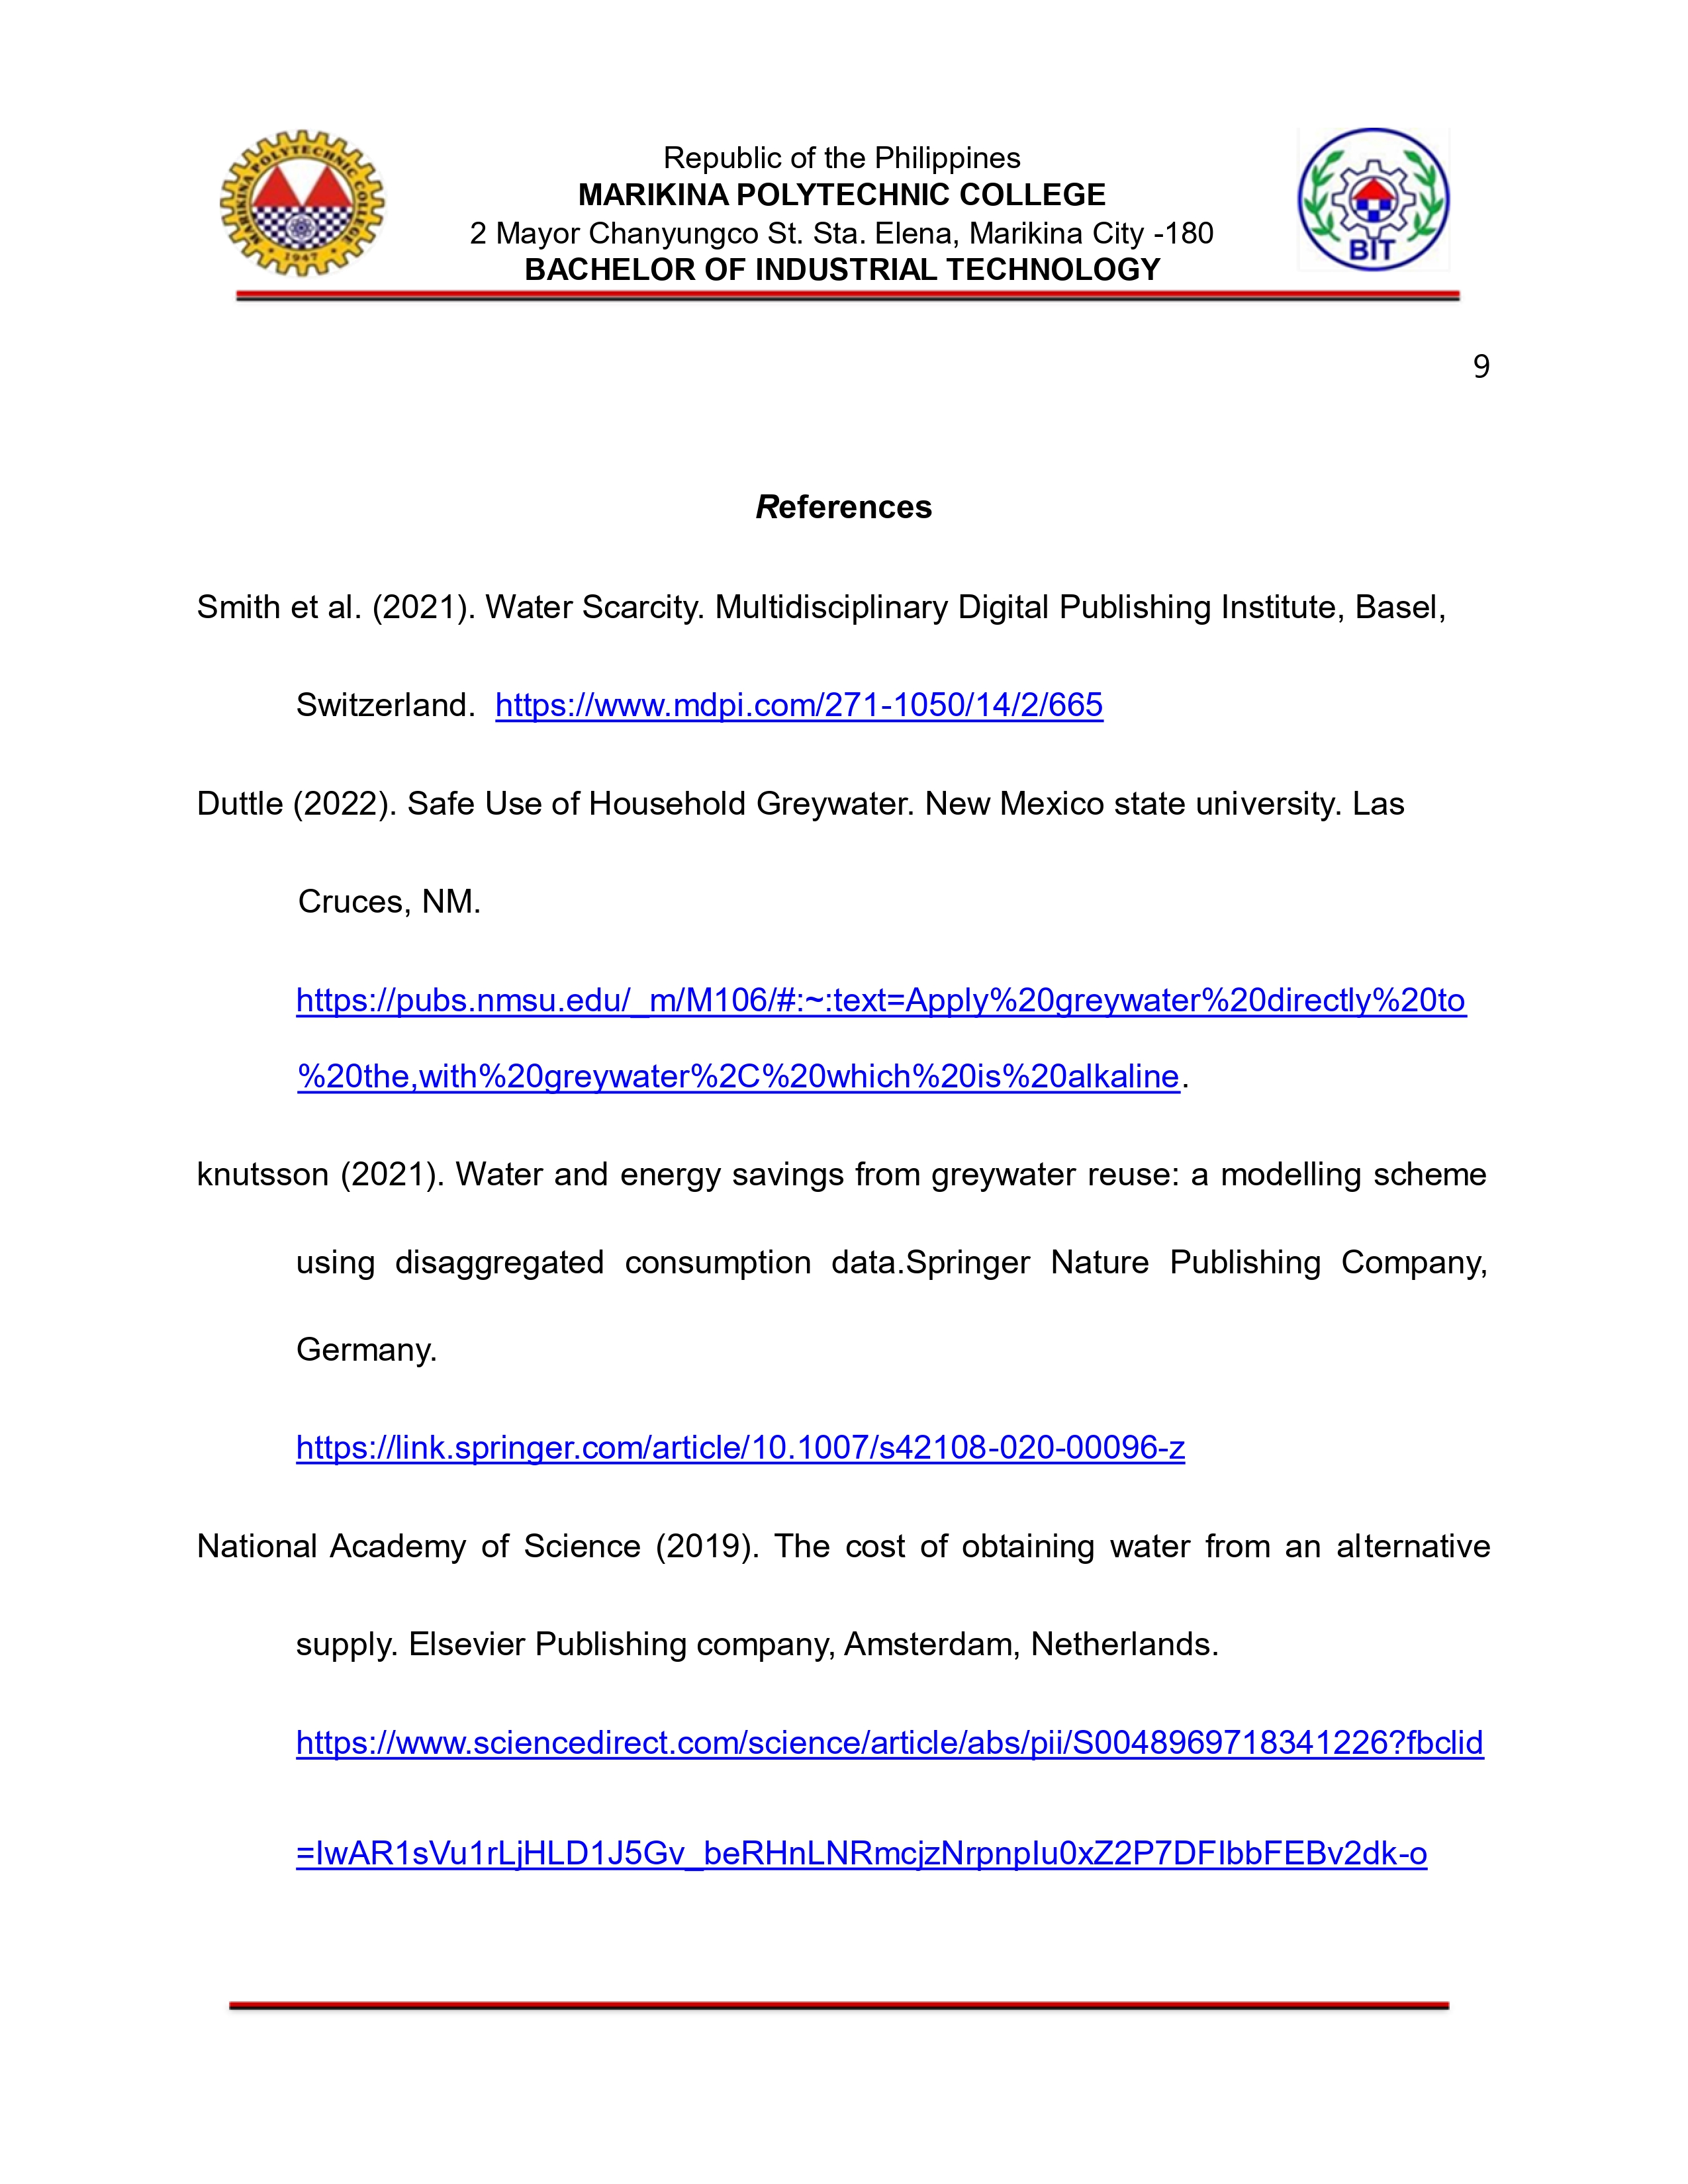 Republic of the Philippines
MARIKINA POLYTECHNIC COLLEGE
2 Mayor Chanyungco St. Sta. Elena, Marikina City -180
BACHELOR OF INDUSTRIAL TECHNOLOGY
MARIKINA POLYTECHNIC COLLEGE
1947
BIT
9
References
Smith et al. (2021). Water Scarcity. Multidisciplinary Digital Publishing Institute, Basel,
Switzerland. https://www.mdpi.com/271-1050/14/2/665
Duttle (2022). Safe Use of Household Greywater. New Mexico state university. Las
Cruces, NM.
https://pubs.nmsu.edu/_m/M106/#:~:text=Apply%20greywater%20directly%20to
%20the,with%20greywater%2C%20which%20is%20alkaline.
knutsson (2021). Water and energy savings from greywater reuse: a modelling scheme
using disaggregated consumption data.Springer Nature Publishing Company,
Germany.
https://link.springer.com/article/10.1007/s42108-020-00096-z
National Academy of Science (2019). The cost of obtaining water from an alternative
supply. Elsevier Publishing company, Amsterdam, Netherlands.
https://www.sciencedirect.com/science/article/abs/pii/S0048969718341226?fbclid
=IwAR1sVu1rLjHLD1J5Gv_beRHnLNRmcjzNrpnpIu0xZ2P7DFIbbFEBv2dk-o